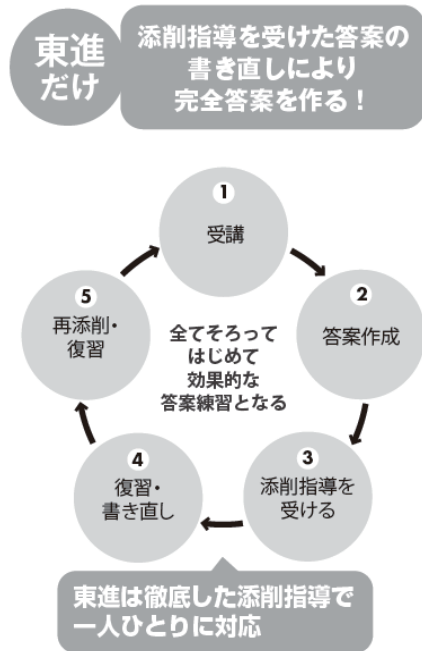 東進
だけ
添削指導を受けた答案の
書き直しにより
完全答案を作る！
1
受講
2
答案作成
3
添削指導を
受ける
4
復習・
書き直し
5
再添削・
復習
全てそろって
はじめて
効果的な
答案練習となる
東進は徹底した添削指導で
一人ひとりに対応